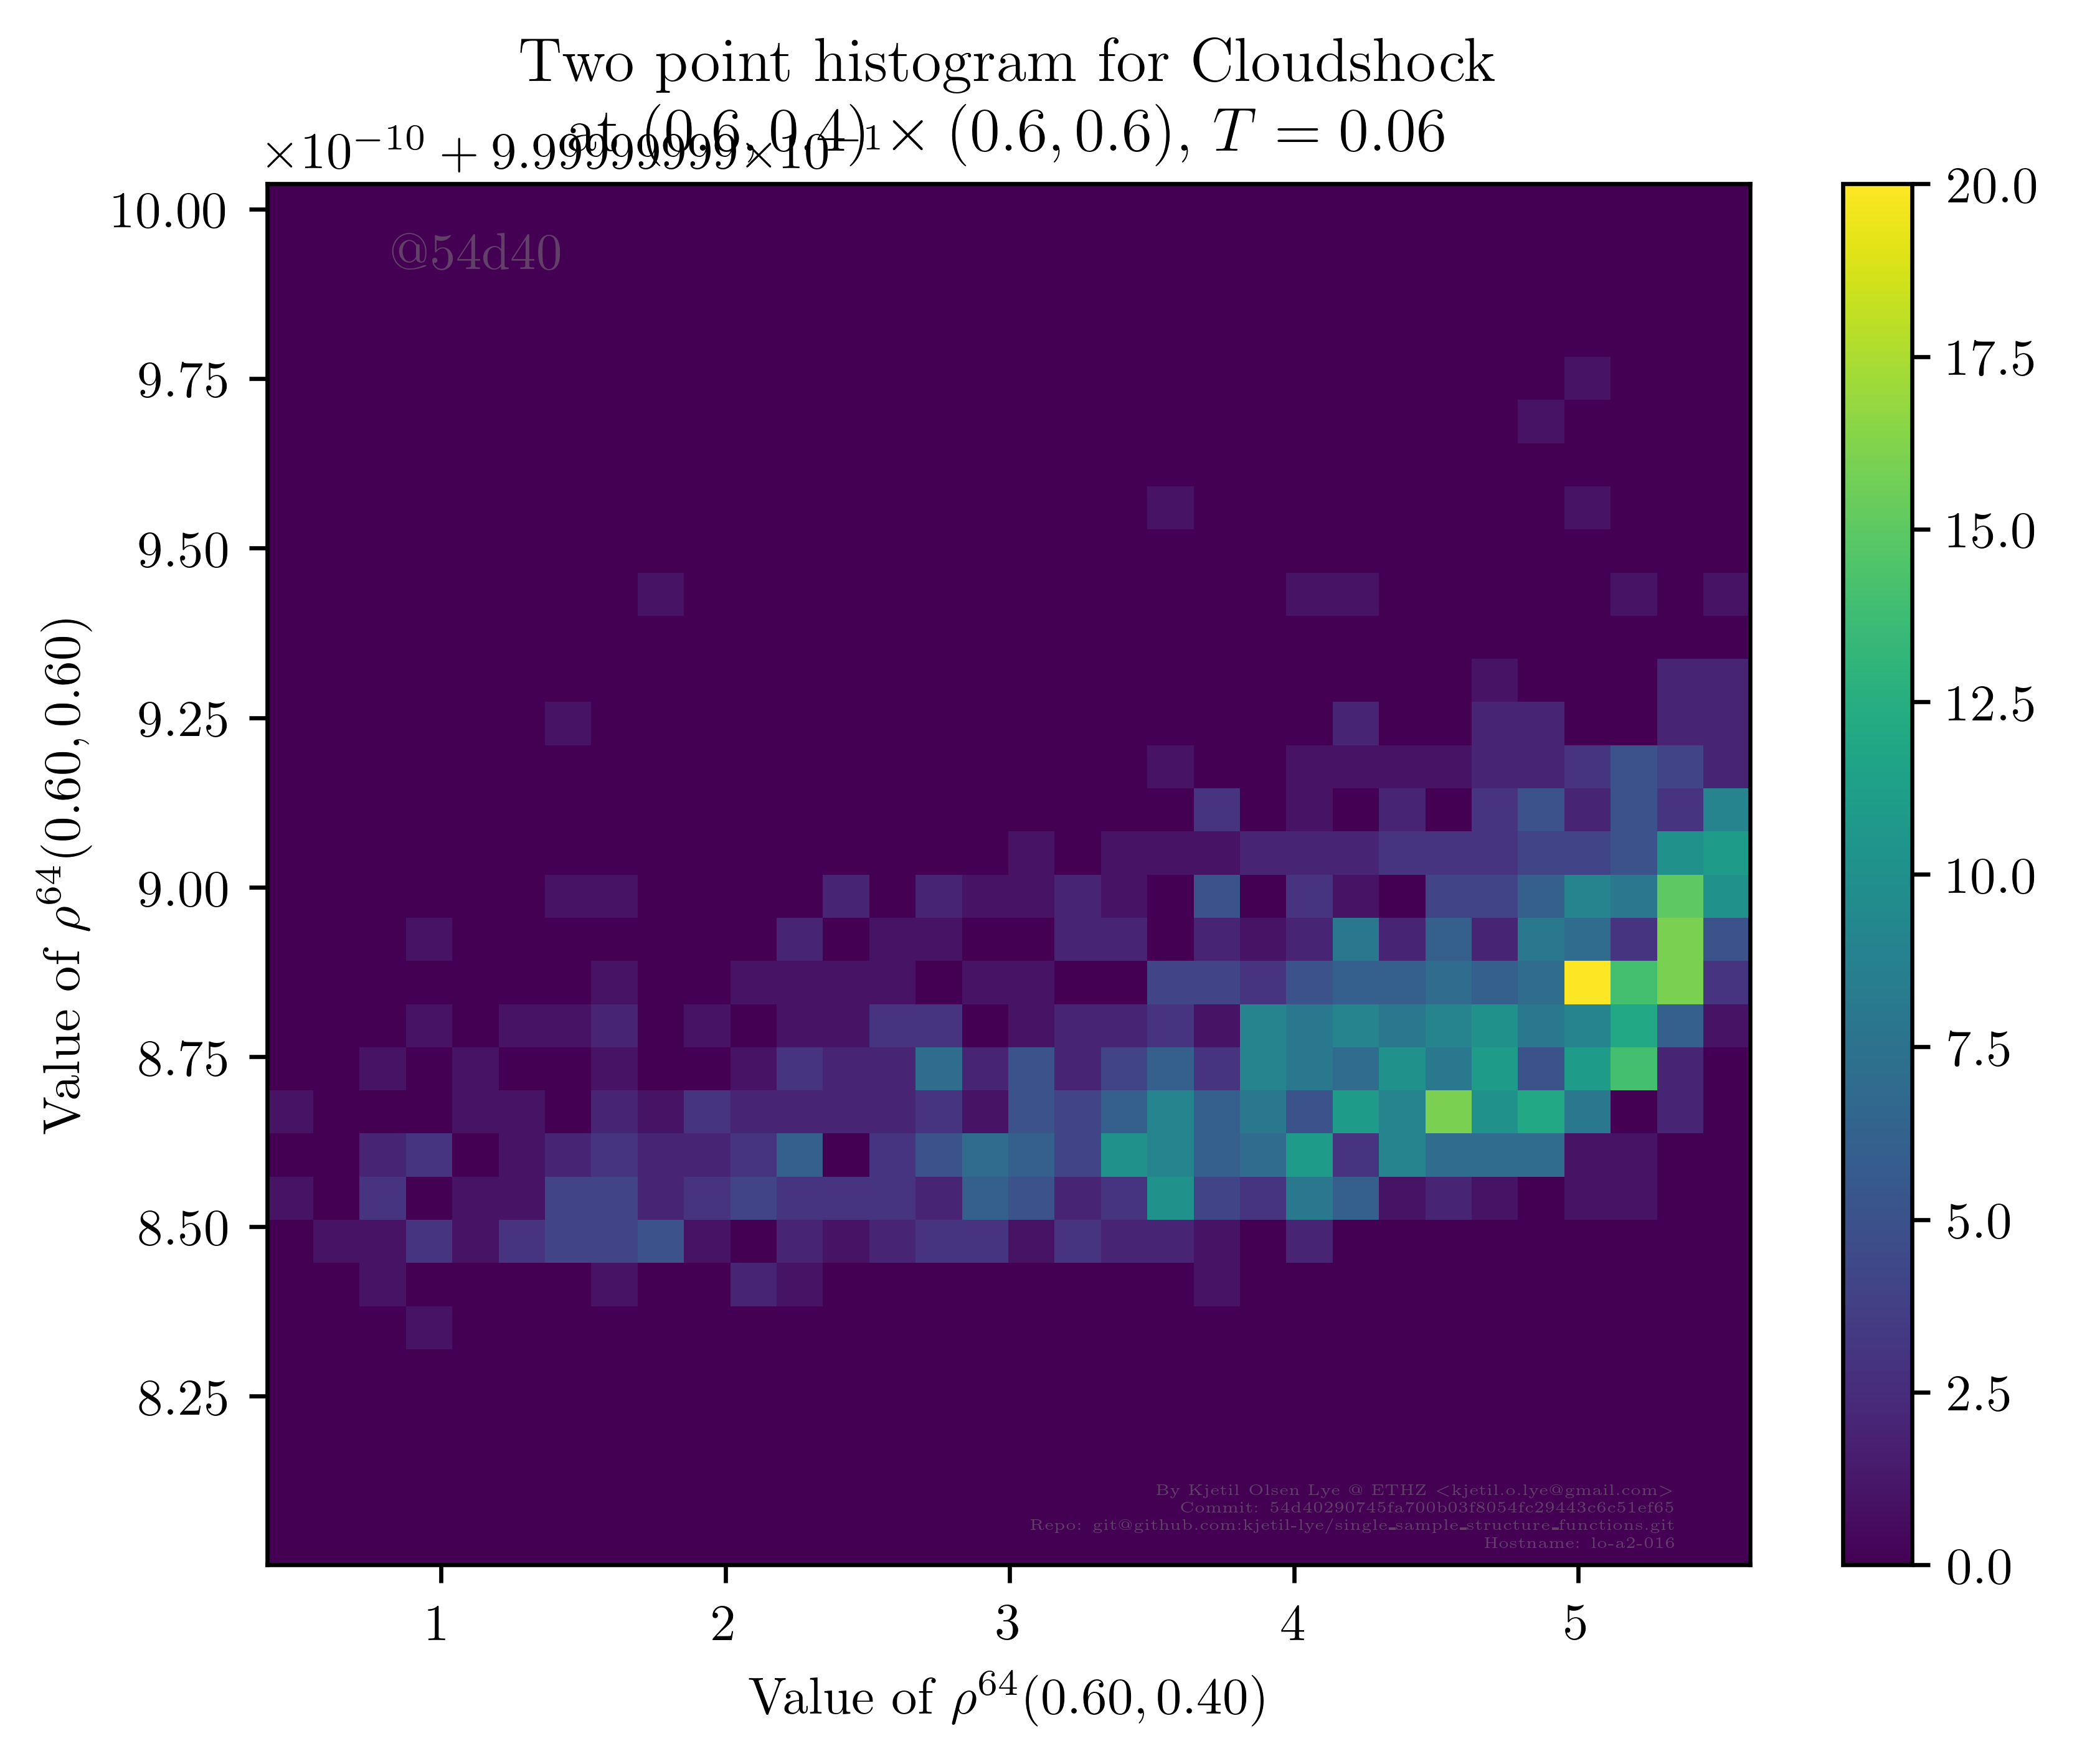 Two point histogram for Cloudshock
at (0.6, 0.4) × (0.6, 0.6), T = 0.06
×10⁻¹⁰ + 9.999999999×10⁻¹
10.00
9.75
9.50
9.25
9.00
8.75
8.50
8.25
Value of ρ⁶⁴(0.60, 0.60)
@54d40
1
2
3
4
5
Value of ρ⁶⁴(0.60, 0.40)
20.0
17.5
15.0
12.5
10.0
7.5
5.0
2.5
0.0
By Kjetil Olsen Lye @ ETHZ <kjetil.o.lye@gmail.com>
Commit: 54d40290745fa700b03f8054fc29443c6c51ef65
Repo: git@github.com:kjetil-lye/single_sample_structure_functions.git
Hostname: lo-a2-016